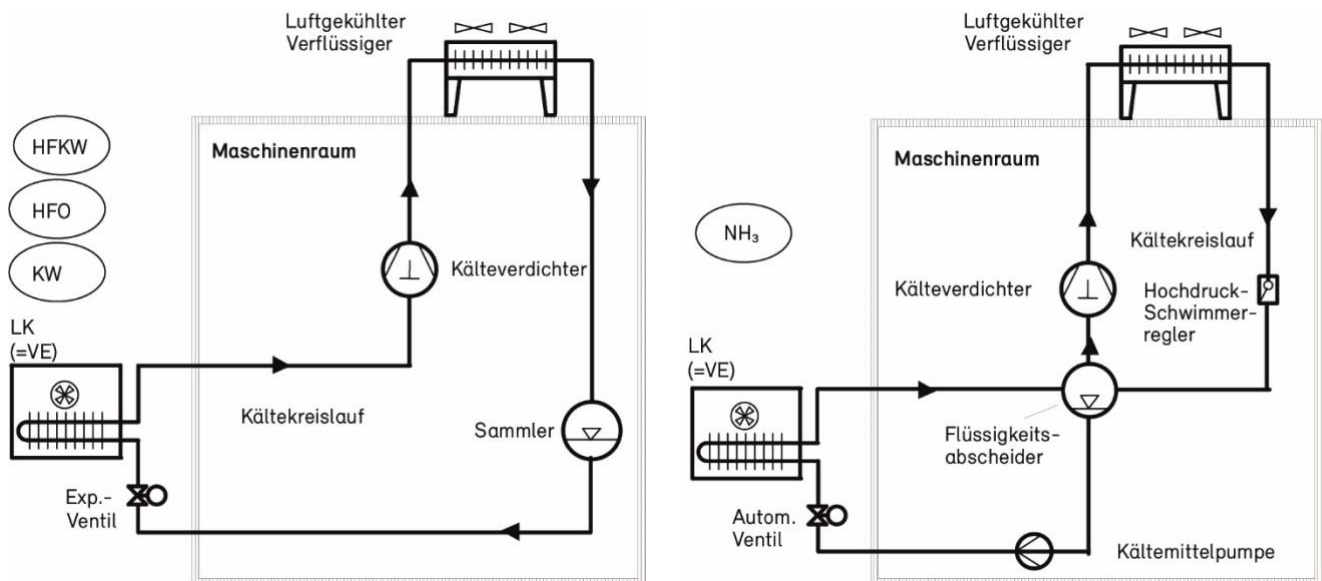 Luftgekühlter
Verflüssiger
Maschinenraum
HFKW
HFO
KW
Kälteverdichter
LK
(=VE)
Kältekreislauf
Sammler
Exp.-
Ventil
Luftgekühlter
Verflüssiger
Maschinenraum
NH₃
Kältekreislauf
Kälteverdichter
Hochdruck-
Schwimmer-
regler
LK
(=VE)
Flüssigkeits-
abscheider
Autom.
Ventil
Kältemittelpumpe